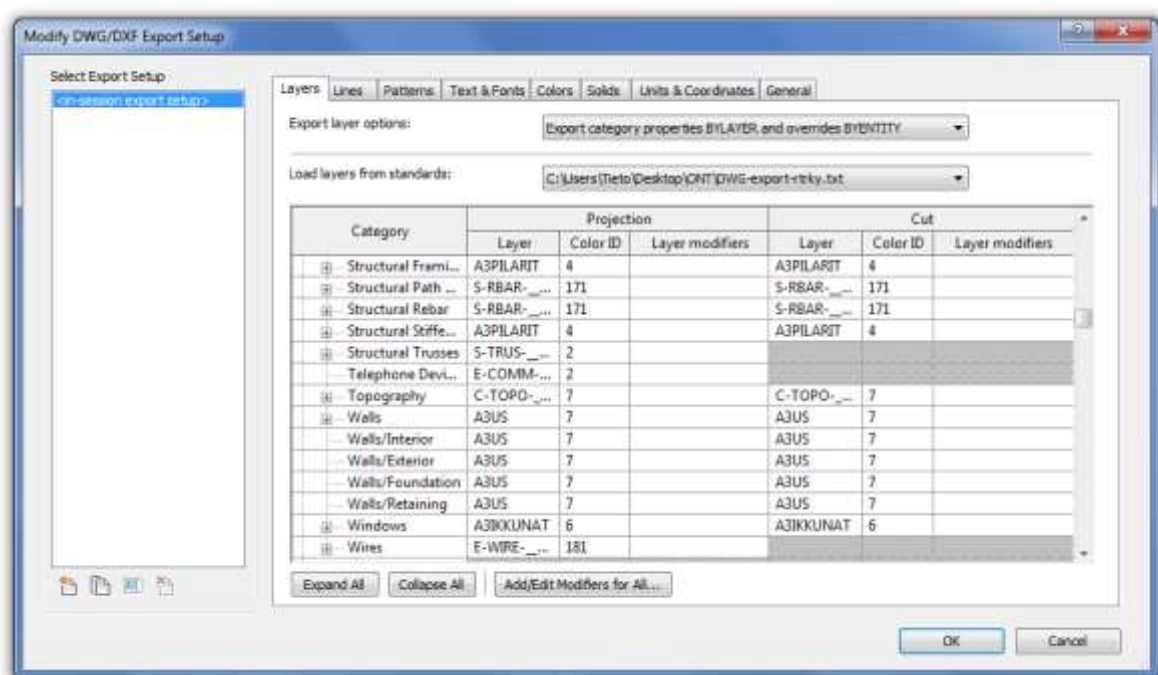 Modify DWG/DXF Export Setup
Select Export Setup
<in-session export setup>
Layers Lines Patterns Text & Fonts Colors Solids Units & Coordinates General
Export layer options: Export category properties BYLAYER and overrides BYENTITY
Load layers from standards: C:\Users\Tieto\Desktop\ONT\DWG-export-rtrky.txt
Category Projection Cut
Layer Color ID Layer modifiers Layer Color ID Layer modifiers
Structural Frami... A3PILARIT 4 A3PILARIT 4
Structural Path ... S-RBAR-__... 171 S-RBAR-__... 171
Structural Rebar S-RBAR-__... 171 S-RBAR-__... 171
Structural Stiffe... A3PILARIT 4 A3PILARIT 4
Structural Trusses S-TRUS-__... 2
Telephone Devi... E-COMM-... 2
Topography C-TOPO-_... 7 C-TOPO-_... 7
Walls A3US 7 A3US 7
Walls/Interior A3US 7 A3US 7
Walls/Exterior A3US 7 A3US 7
Walls/Foundation A3US 7 A3US 7
Walls/Retaining A3US 7 A3US 7
Windows A3IKKUNAT 6 A3IKKUNAT 6
Wires E-WIRE-__... 181
Expand All Collapse All Add/Edit Modifiers for All...
OK Cancel